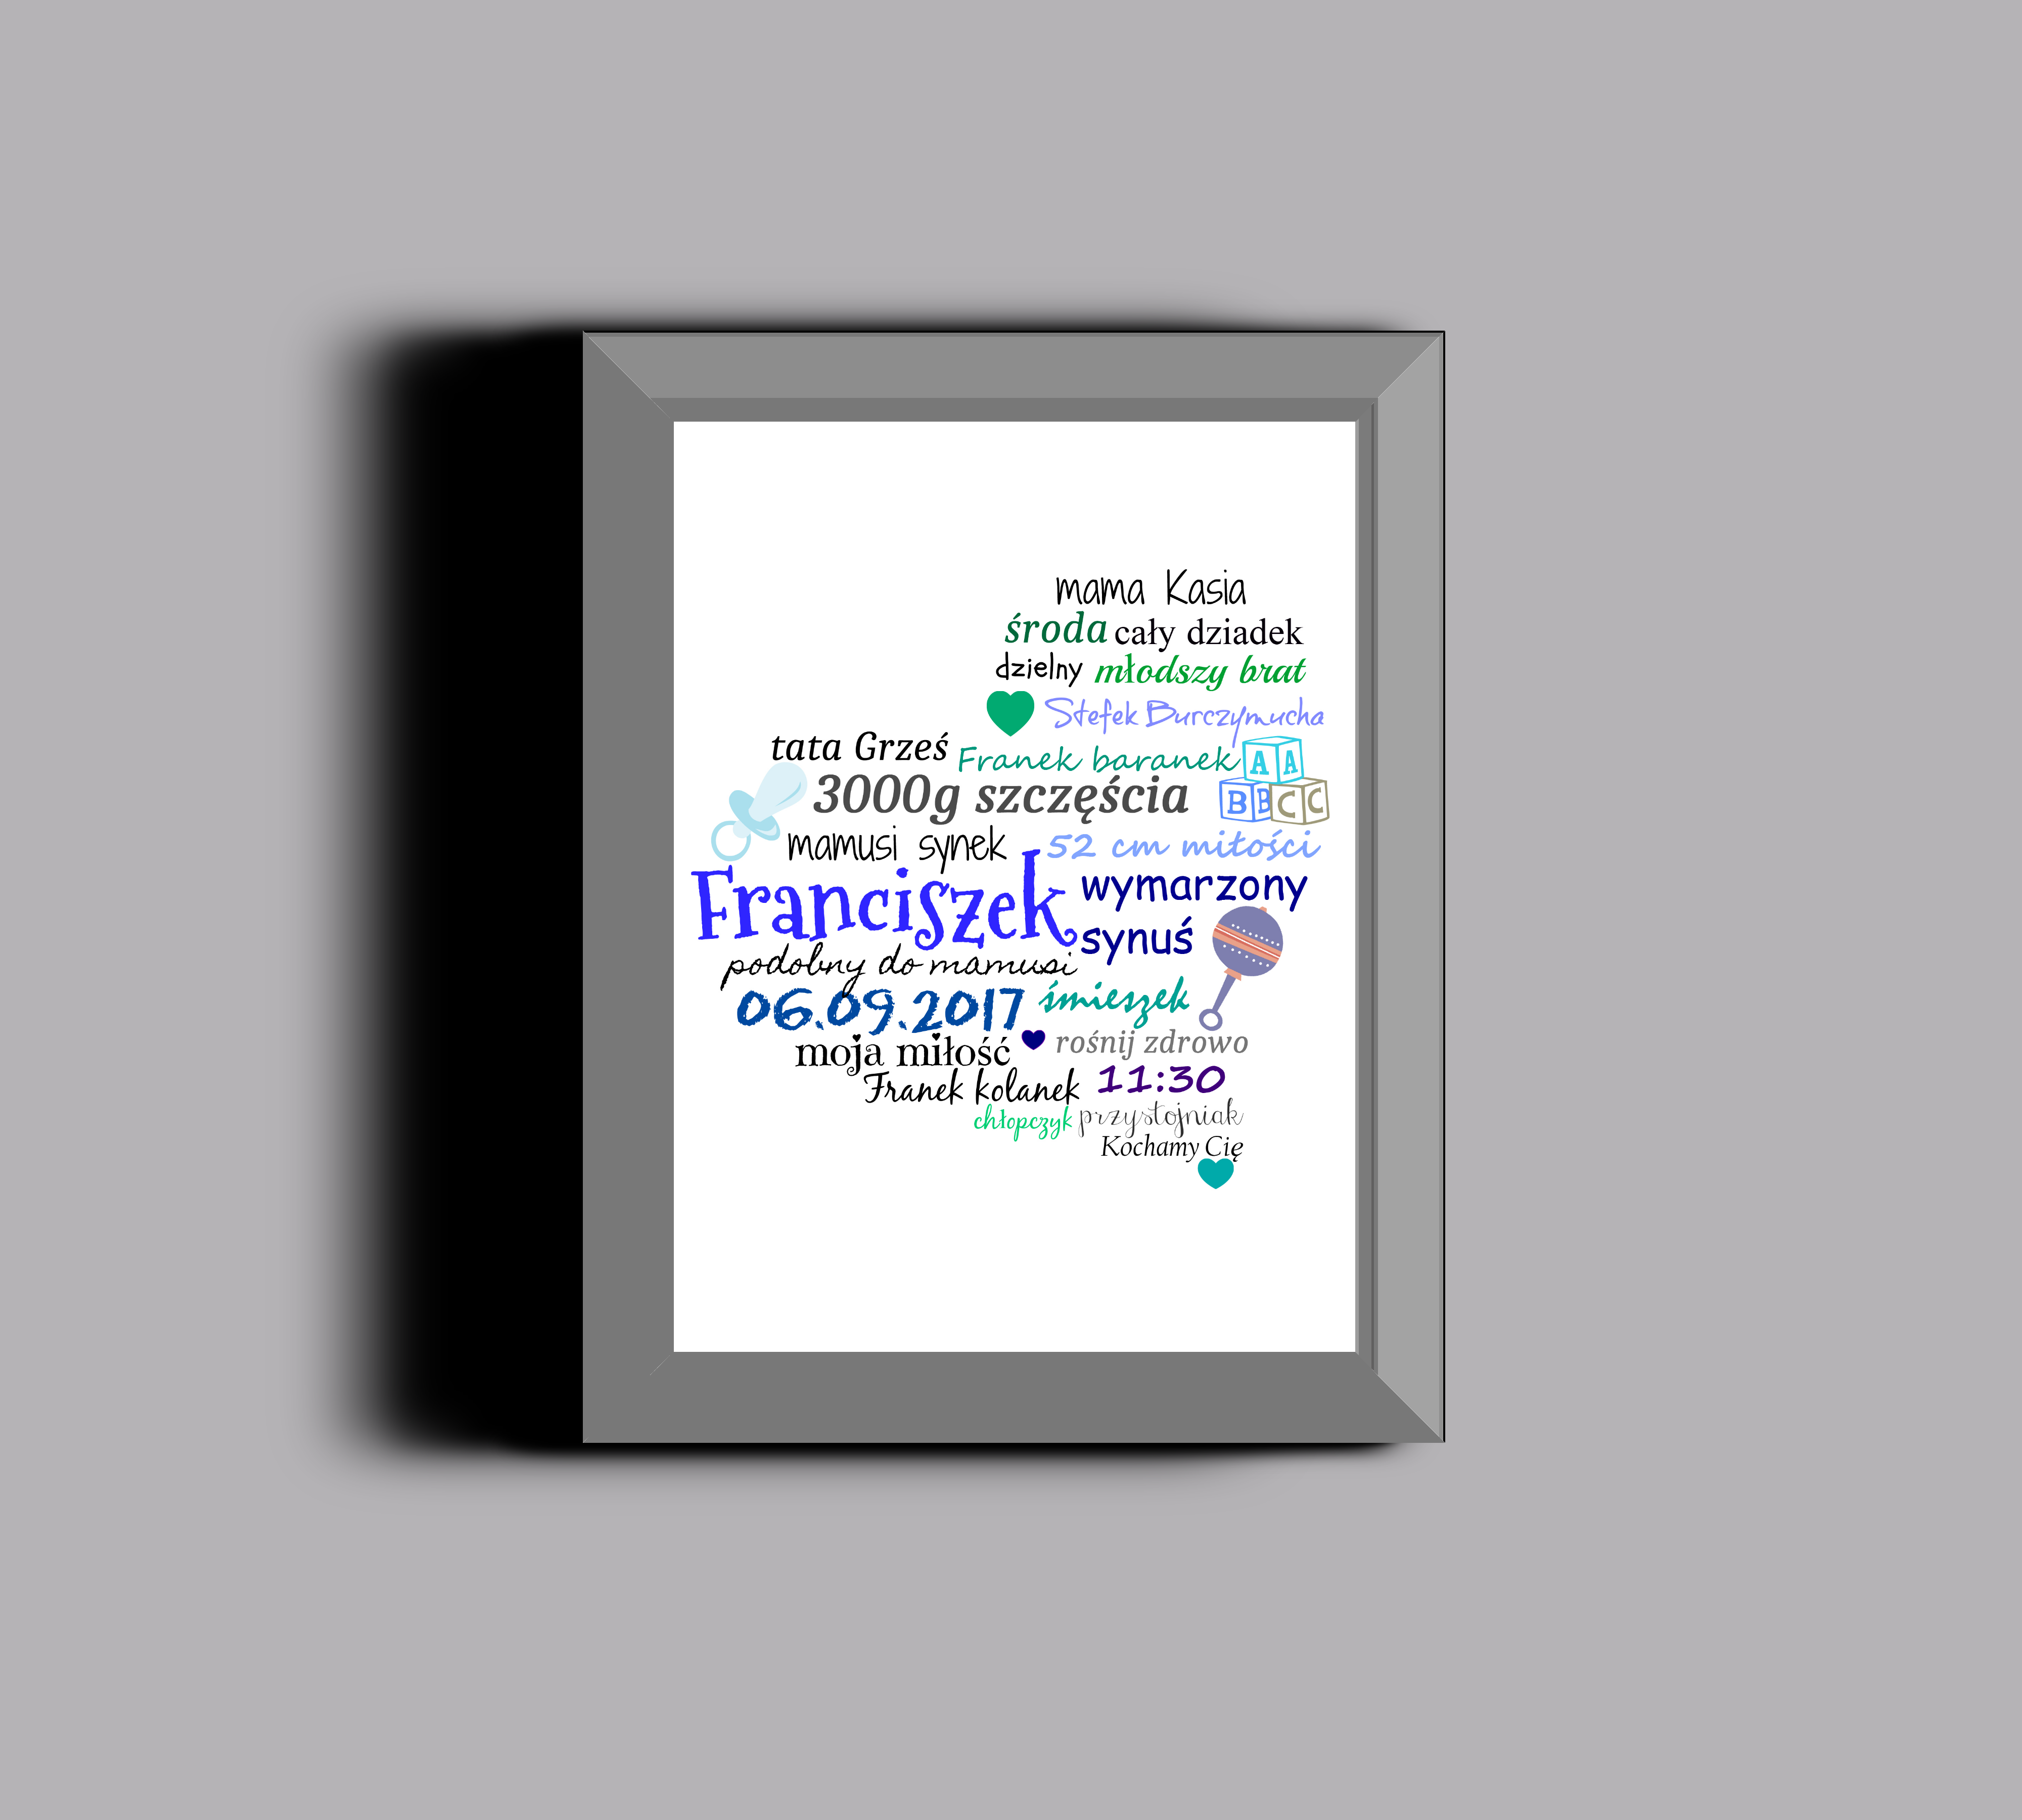 mama Kasia
środa cały dziadek
dzielny młodszy brat
Stefek Burczymucha
tata Grześ Franek baranek
A A
3000g szczęścia B B C C
mamusi synek 52 cm miłości
Franciszek wymarzony
synuś
podobny do mamusi
06.09.2017 śmieszek
moja miłość rośnij zdrowo
Franek kolanek 11:30
chłopczyk przystojniak
Kochamy Cię